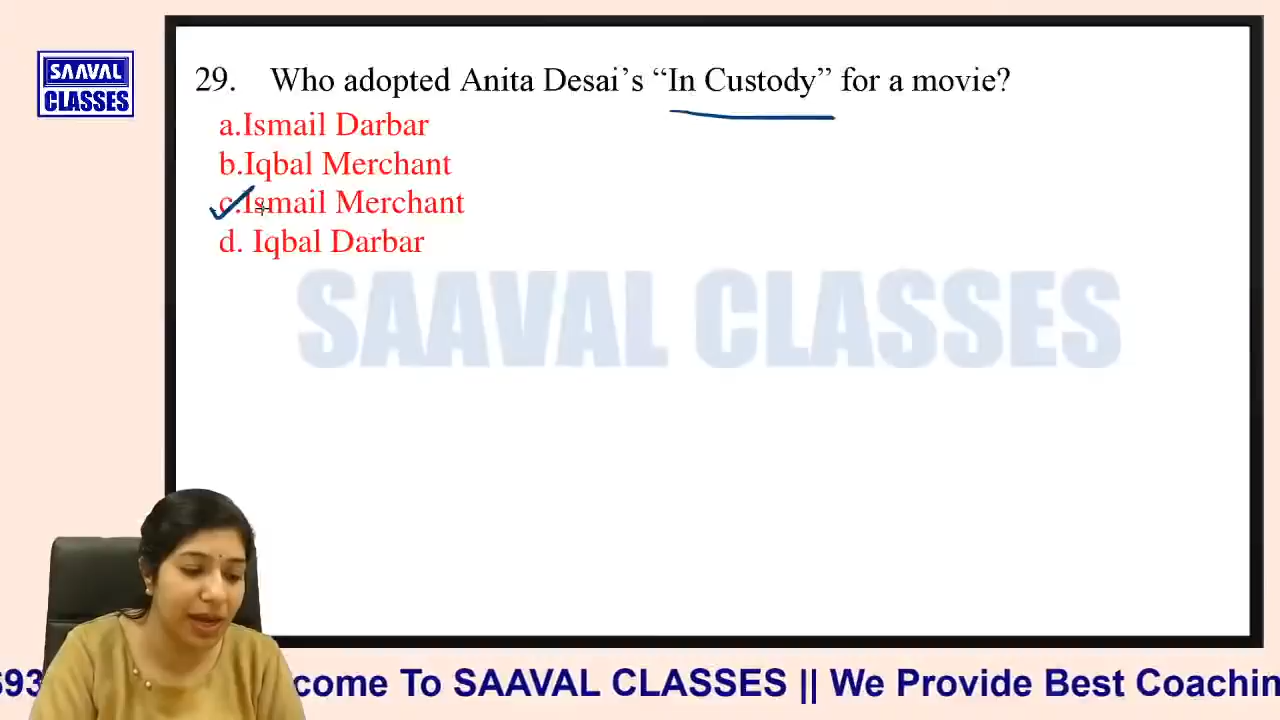 SAAVAL
CLASSES
29. Who adopted Anita Desai’s “In Custody” for a movie?
a.Ismail Darbar
b.Iqbal Merchant
c.Ismail Merchant
d. Iqbal Darbar
SAAVAL CLASSES
693 come To SAAVAL CLASSES || We Provide Best Coachin